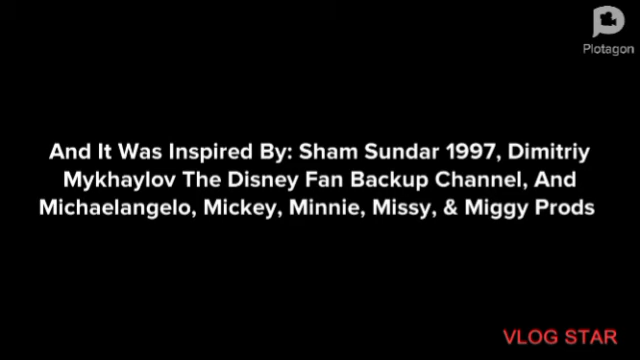 Plotagon
And It Was Inspired By: Sham Sundar 1997, Dimitriy
Mykhaylov The Disney Fan Backup Channel, And
Michaelangelo, Mickey, Minnie, Missy, & Miggy Prods
VLOG STAR